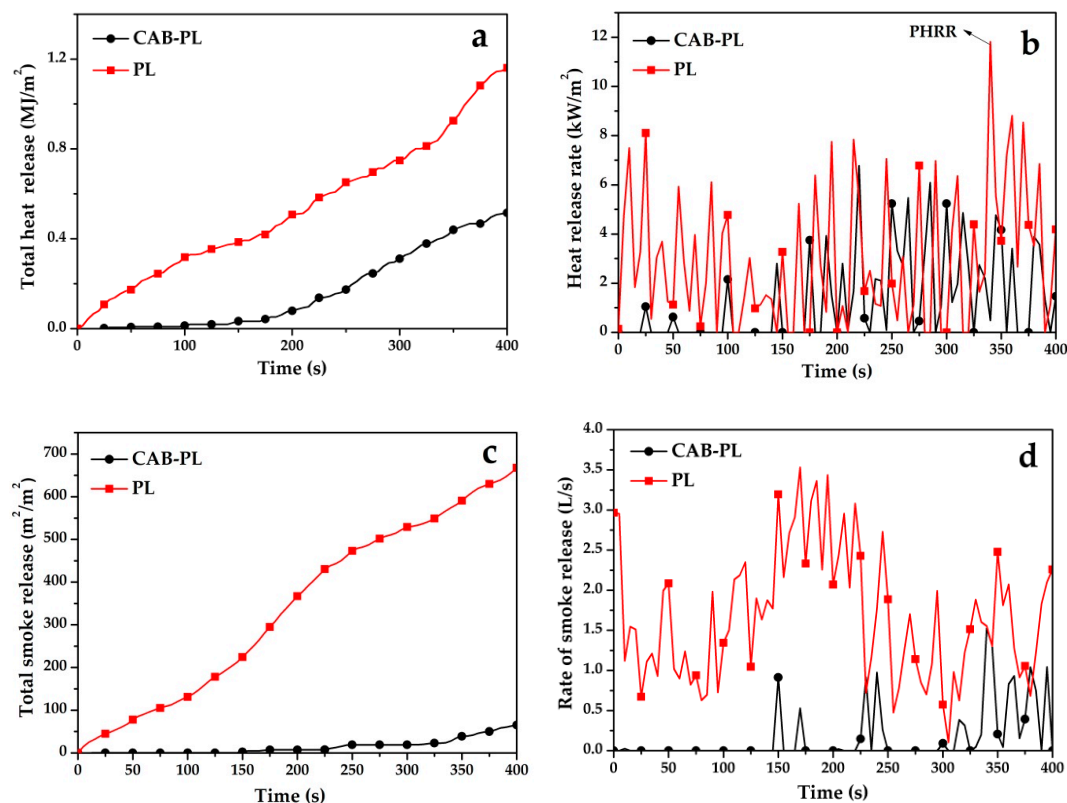 a
CAB-PL
PL
Total heat release (MJ/m²)
1.2
0.8
0.4
0.0
0 100 200 300 400
Time (s)
b
PHRR
CAB-PL
PL
Heat release rate (kW/m²)
12
10
8
6
4
2
0
0 50 100 150 200 250 300 350 400
Time (s)
c
CAB-PL
PL
Total smoke release (m²/m²)
700
600
500
400
300
200
100
0
0 50 100 150 200 250 300 350 400
Time (s)
d
CAB-PL
PL
Rate of smoke release (L/s)
4.0
3.5
3.0
2.5
2.0
1.5
1.0
0.5
0.0
0 50 100 150 200 250 300 350 400
Time (s)